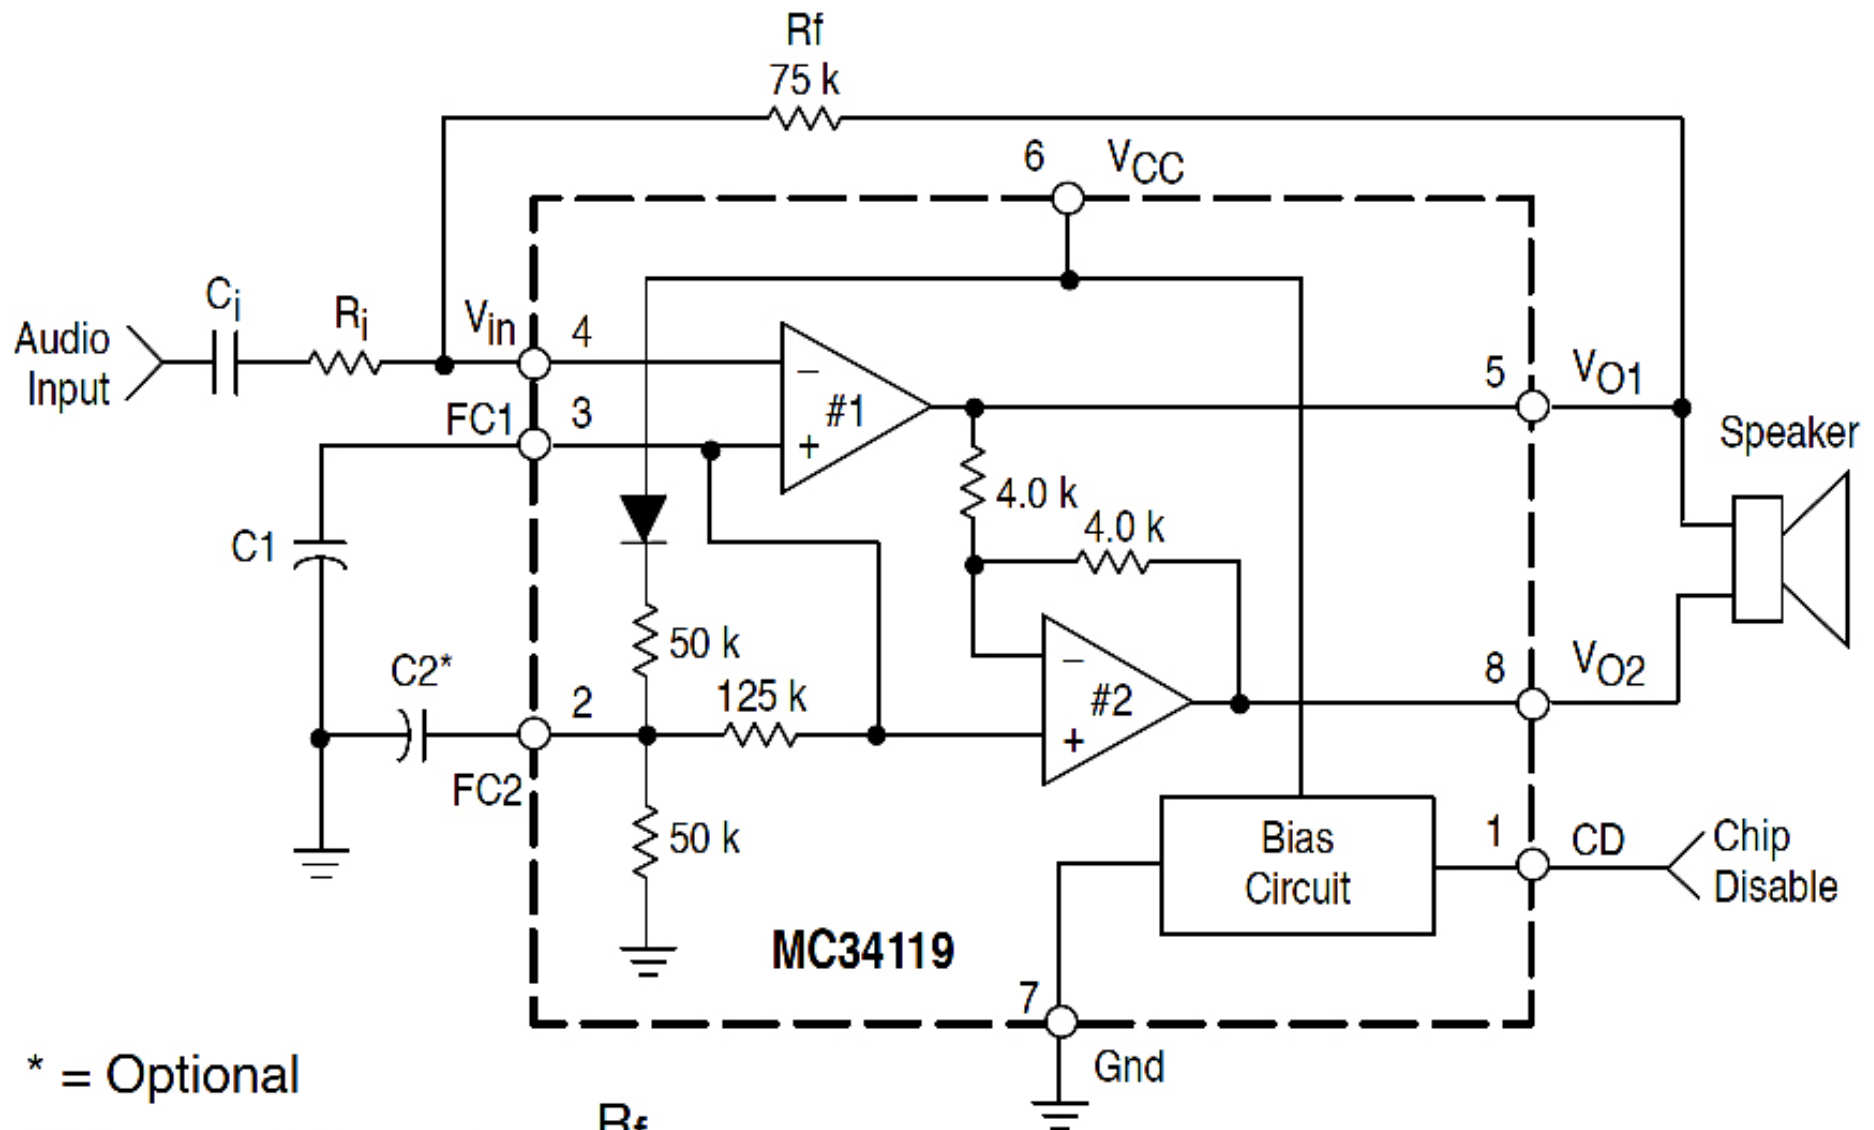 Rf
75 k
6
VCC
Ci
Ri
Vin
4
Audio
Input
FC1
3
#1
−
+
5
VO1
Speaker
4.0 k
4.0 k
C1
50 k
C2*
2
125 k
FC2
−
#2
+
8
VO2
50 k
Bias
Circuit
1
CD
Chip
Disable
MC34119
7
Gnd
* = Optional
Rf